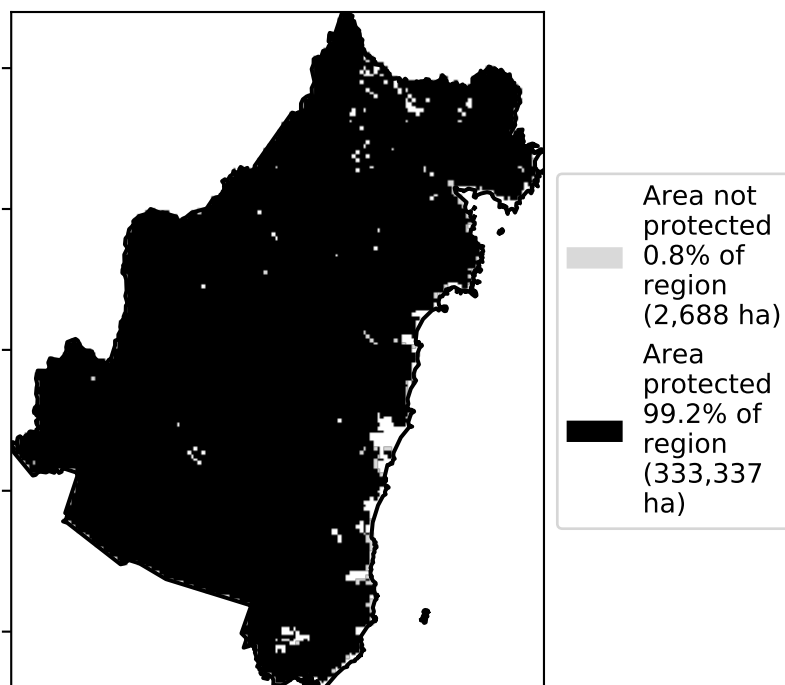 Area not
protected
0.8% of
region
(2,688 ha)
Area
protected
99.2% of
region
(333,337
ha)